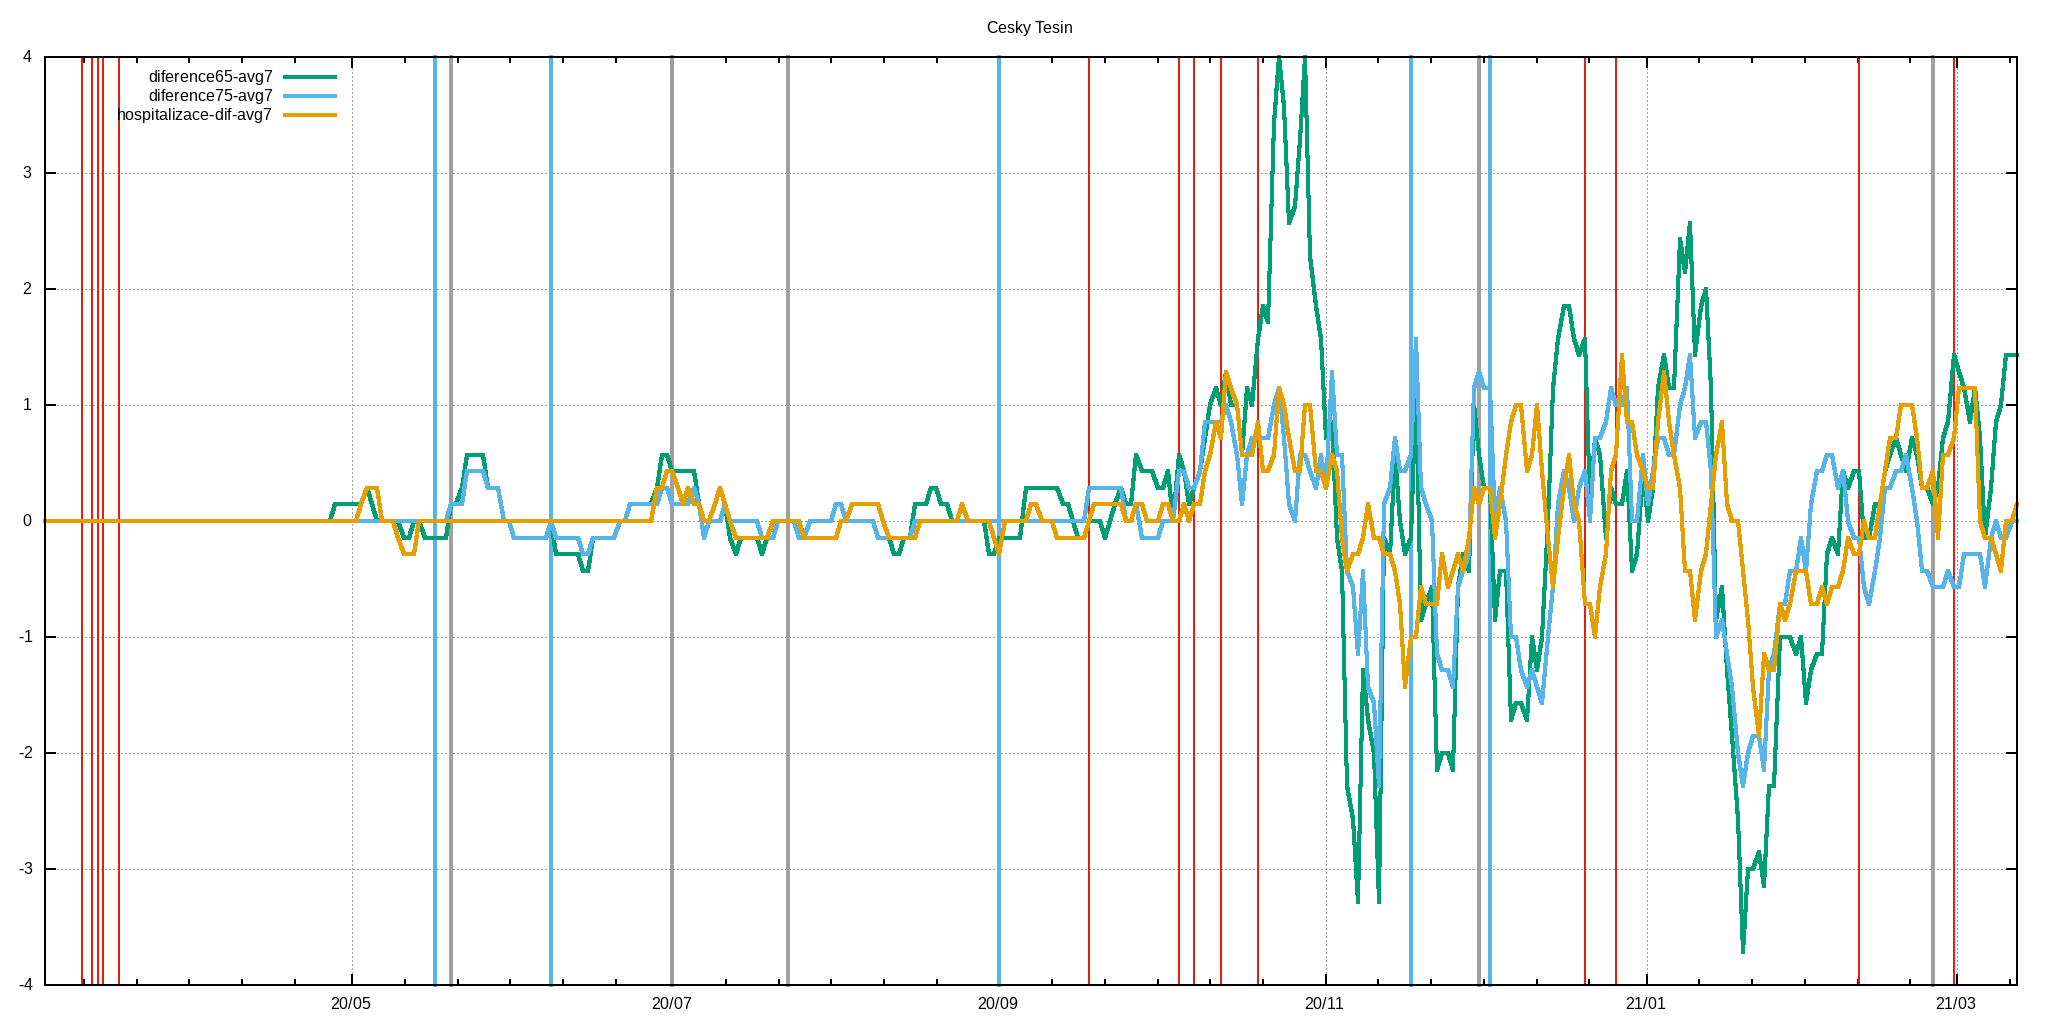 Cesky Tesin
diference65-avg7
diference75-avg7
hospitalizace-dif-avg7
4
3
2
1
0
-1
-2
-3
-4
20/05 20/07 20/09 20/11 21/01 21/03